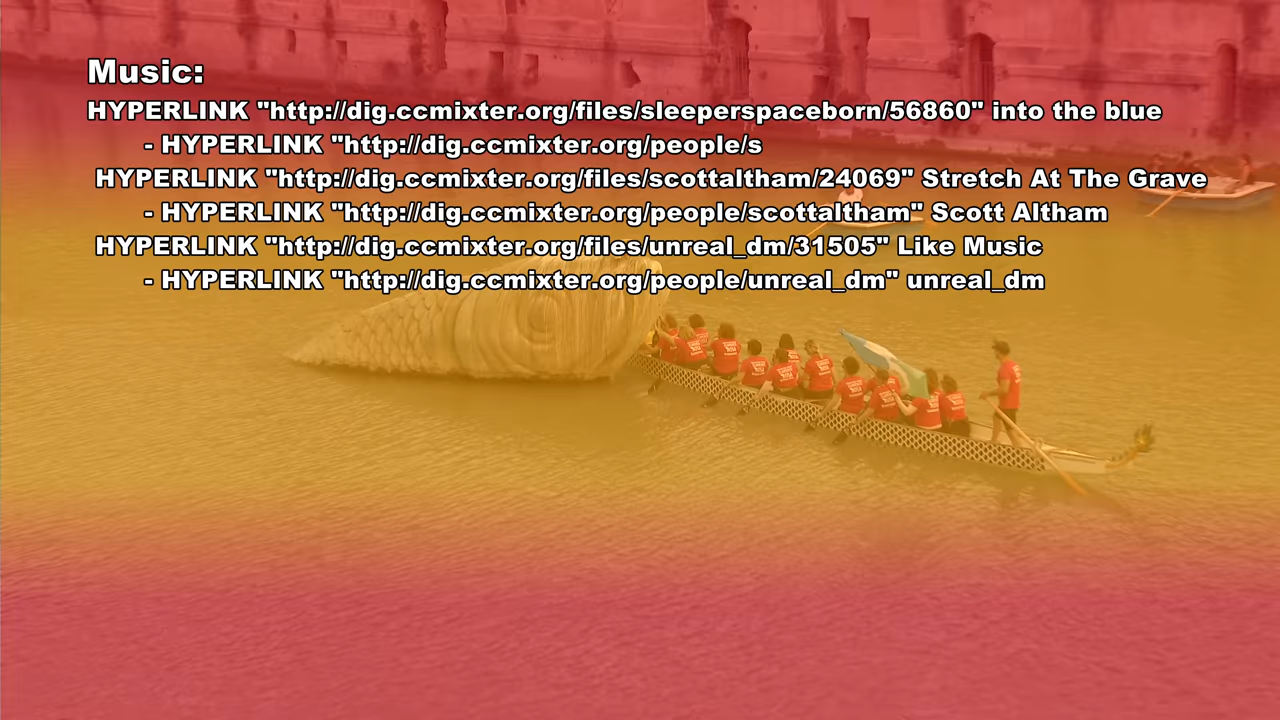 Music:
HYPERLINK "http://dig.ccmixter.org/files/sleeperspaceborn/56860" into the blue
- HYPERLINK "http://dig.ccmixter.org/people/s
HYPERLINK "http://dig.ccmixter.org/files/scottaltham/24069" Stretch At The Grave
- HYPERLINK "http://dig.ccmixter.org/people/scottaltham" Scott Altham
HYPERLINK "http://dig.ccmixter.org/files/unreal_dm/31505" Like Music
- HYPERLINK "http://dig.ccmixter.org/people/unreal_dm" unreal_dm